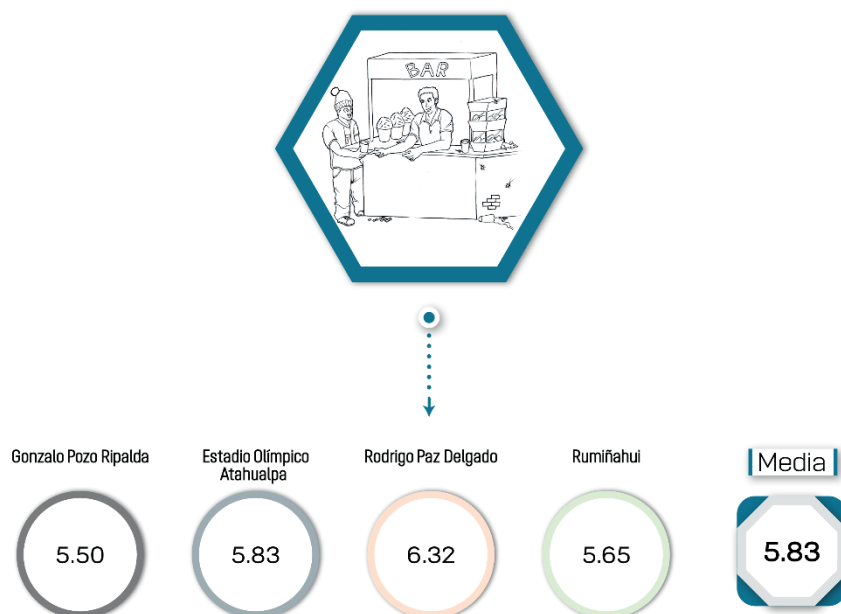 BAR
Gonzalo Pozo Ripalda
Estadio Olímpico
Atahualpa
Rodrigo Paz Delgado
Rumiñahui
Media
5.50
5.83
6.32
5.65
5.83